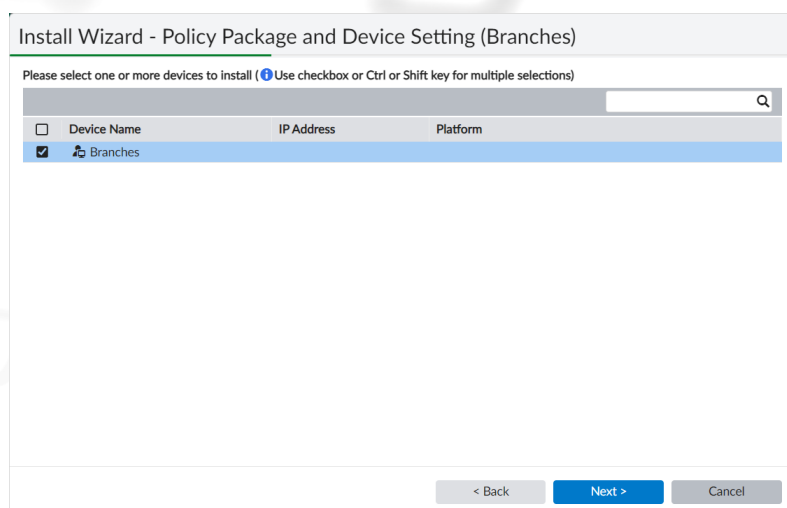 Install Wizard - Policy Package and Device Setting (Branches)
Please select one or more devices to install ( Use checkbox or Ctrl or Shift key for multiple selections)
Device Name IP Address Platform
Branches
< Back Next > Cancel